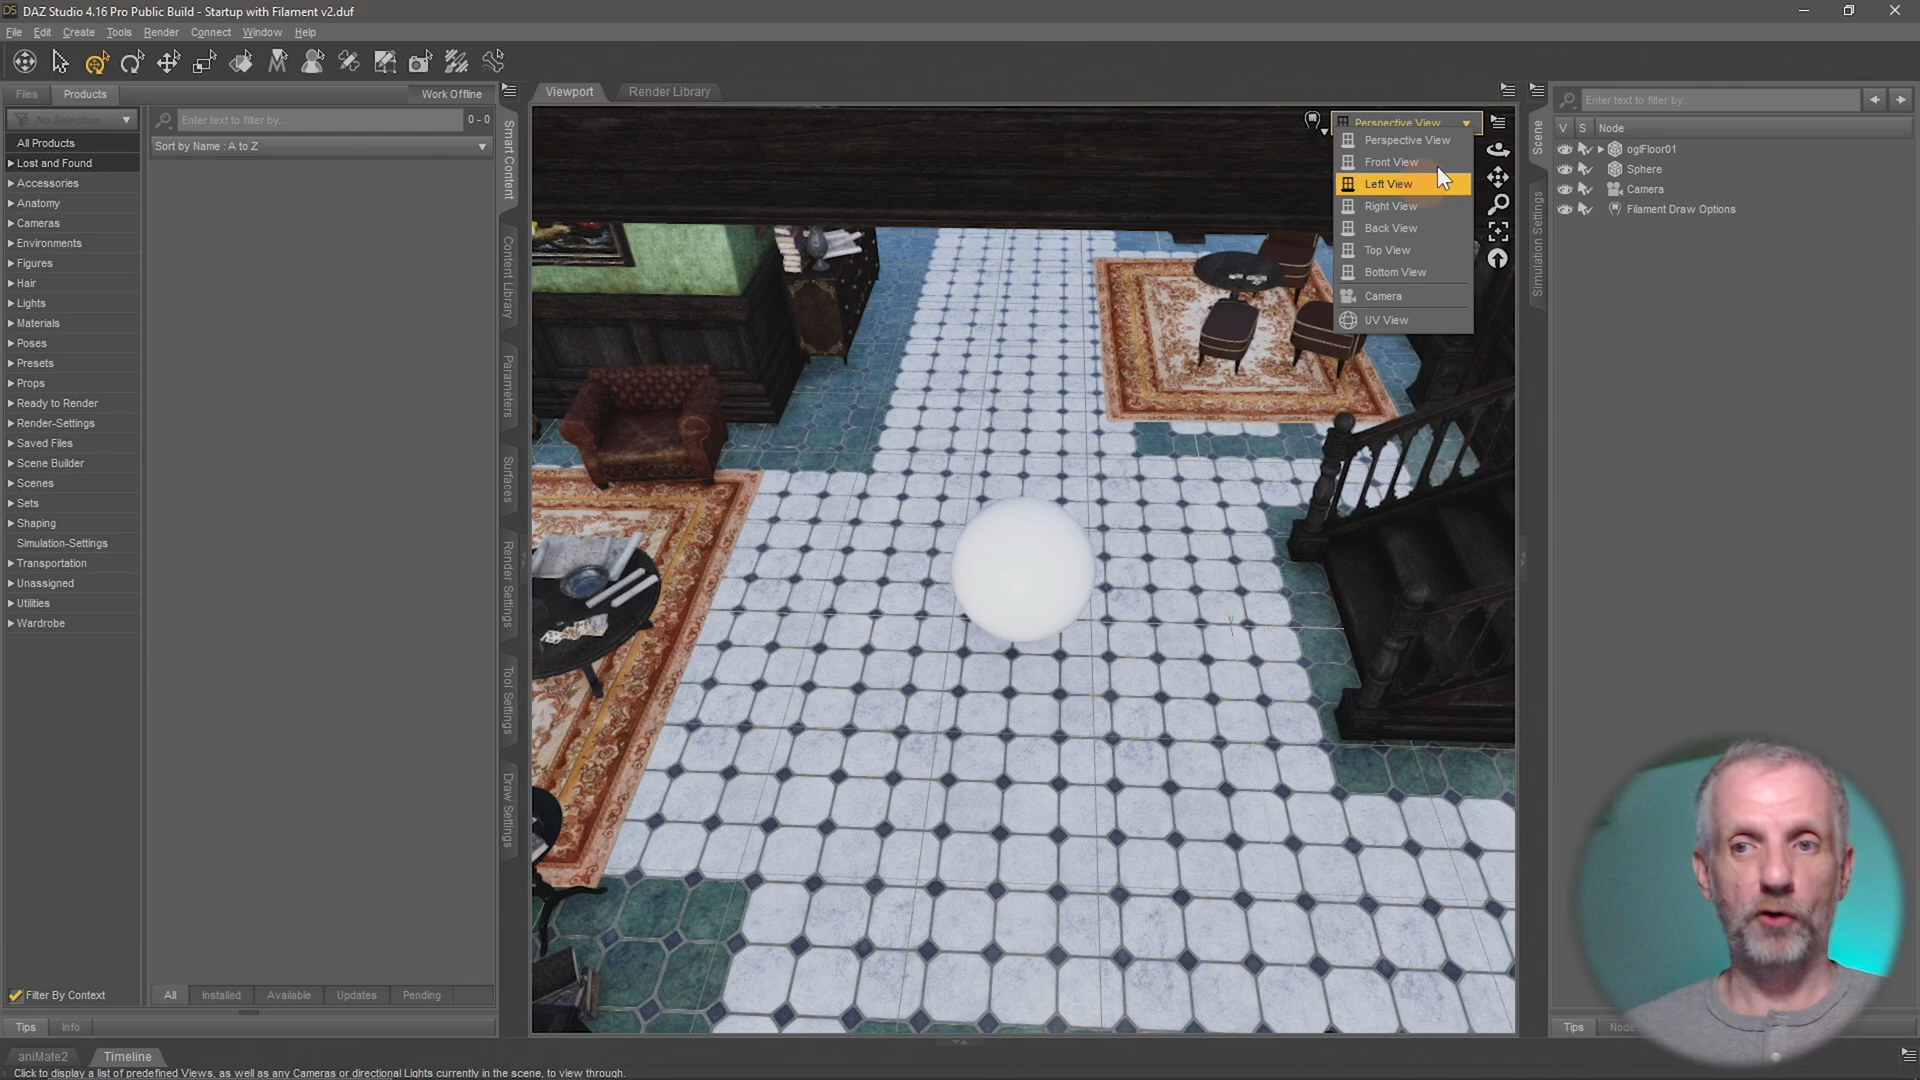 DAZ Studio 4.16 Pro Public Build - Startup with Filament v2.duf
File Edit Create Tools Render Connect Window Help
Files Products Work Offline
No Selection
Enter text to filter by...
0 - 0
Sort by Name : A to Z
All Products
Lost and Found
Accessories
Anatomy
Cameras
Environments
Figures
Hair
Lights
Materials
Poses
Presets
Props
Ready to Render
Render-Settings
Saved Files
Scene Builder
Scenes
Sets
Shaping
Simulation-Settings
Transportation
Unassigned
Utilities
Wardrobe
Filter By Context
All Installed Available Updates Pending
Tips Info
Smart Content
Content Library
Parameters
Surfaces
Render Settings
Tool Settings
Draw Settings
Viewport Render Library
Perspective View
Perspective View
Front View
Left View
Right View
Back View
Top View
Bottom View
Camera
UV View
Scene
Simulation Settings
Enter text to filter by...
V S Node
oglFloor01
Sphere
Camera
Filament Draw Options
Tips Node
aniMate2 Timeline
Click to display a list of predefined Views, as well as any Cameras or directional Lights currently in the scene, to view through.